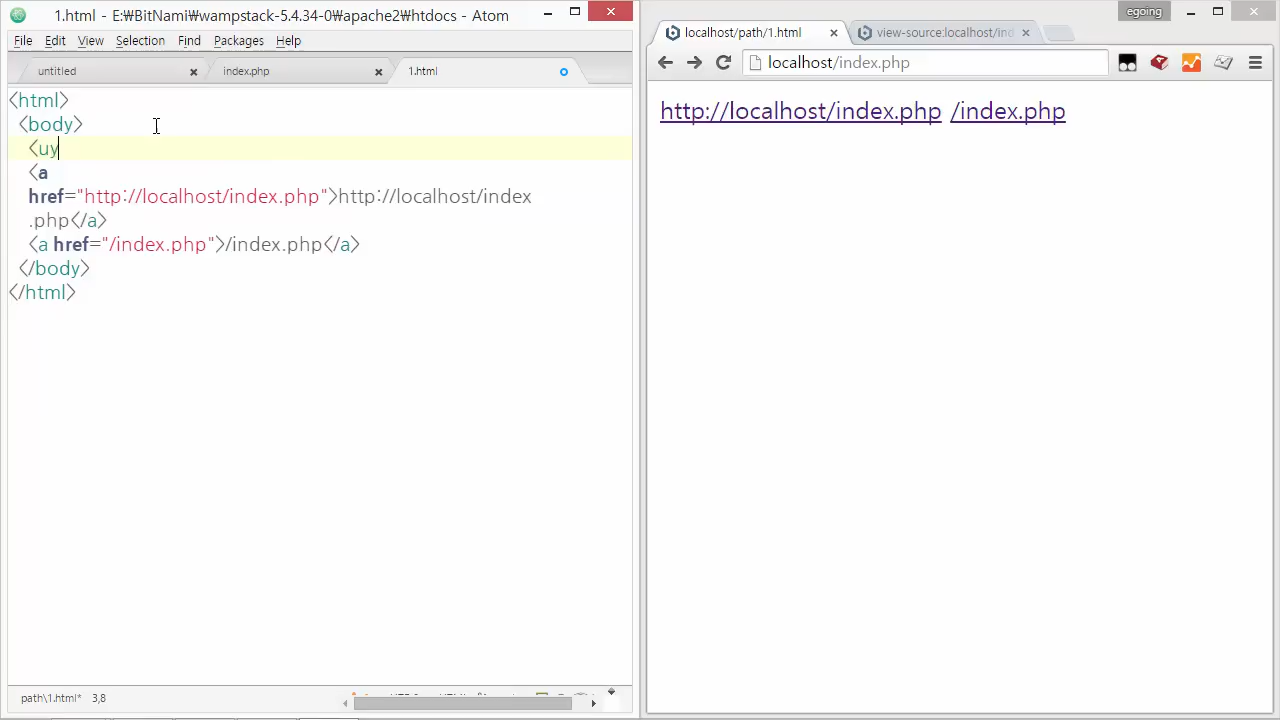 1.html - E:₩BitNami₩wampstack-5.4.34-0₩apache2₩htdocs - Atom
File Edit View Selection Find Packages Help
untitled index.php 1.html
<html>
<body>
<uy
<a
href="http://localhost/index.php">http://localhost/index
.php</a>
<a href="/index.php">/index.php</a>
</body>
</html>
path\1.html* 3,8
egoing
localhost/path/1.html view-source:localhost/ind
localhost/index.php
http://localhost/index.php /index.php